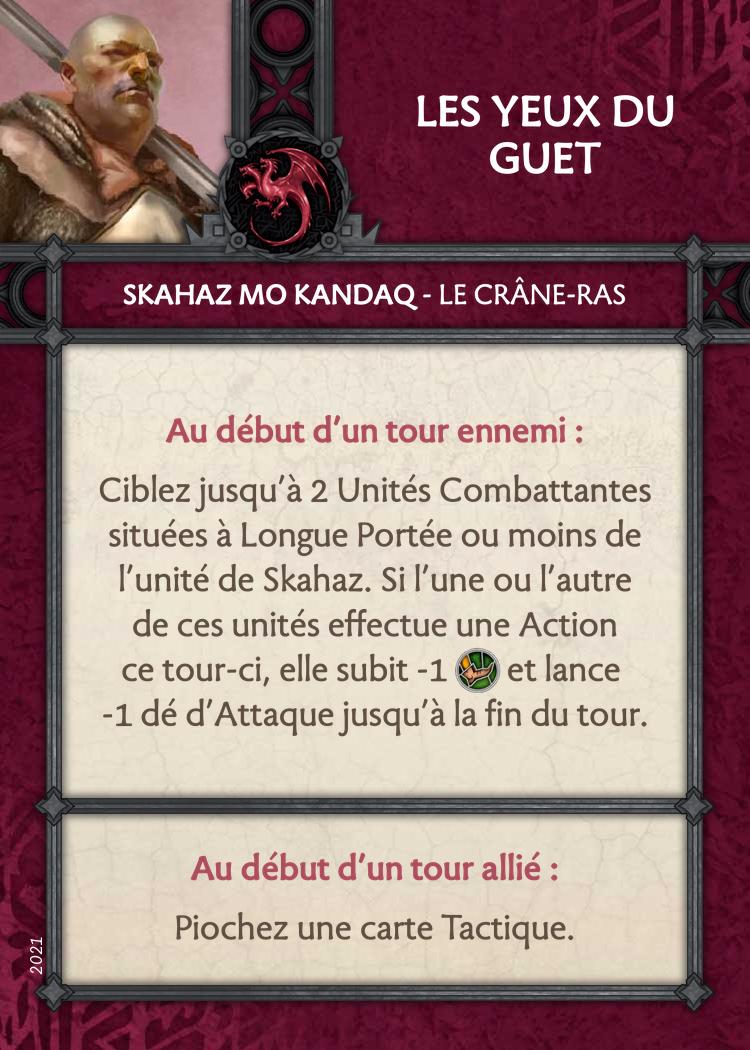 LES YEUX DU
GUET
SKAHAZ MO KANDAQ - LE CRÂNE-RAS
Au début d'un tour ennemi :
Ciblez jusqu'à 2 Unités Combattantes
situées à Longue Portée ou moins de
l'unité de Skahaz. Si l'une ou l'autre
de ces unités effectue une Action
ce tour-ci, elle subit -1 et lance
-1 dé d'Attaque jusqu'à la fin du tour.
Au début d'un tour allié :
Piochez une carte Tactique.
2021